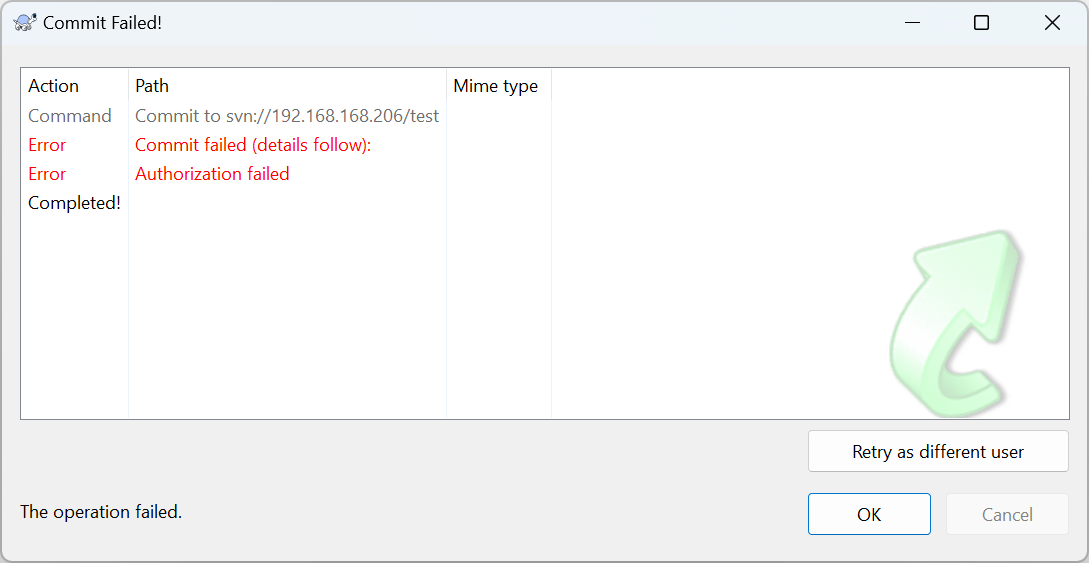 Commit Failed!
Action Path Mime type
Command Commit to svn://192.168.168.206/test
Error Commit failed (details follow):
Error Authorization failed
Completed!
Retry as different user
The operation failed. OK Cancel